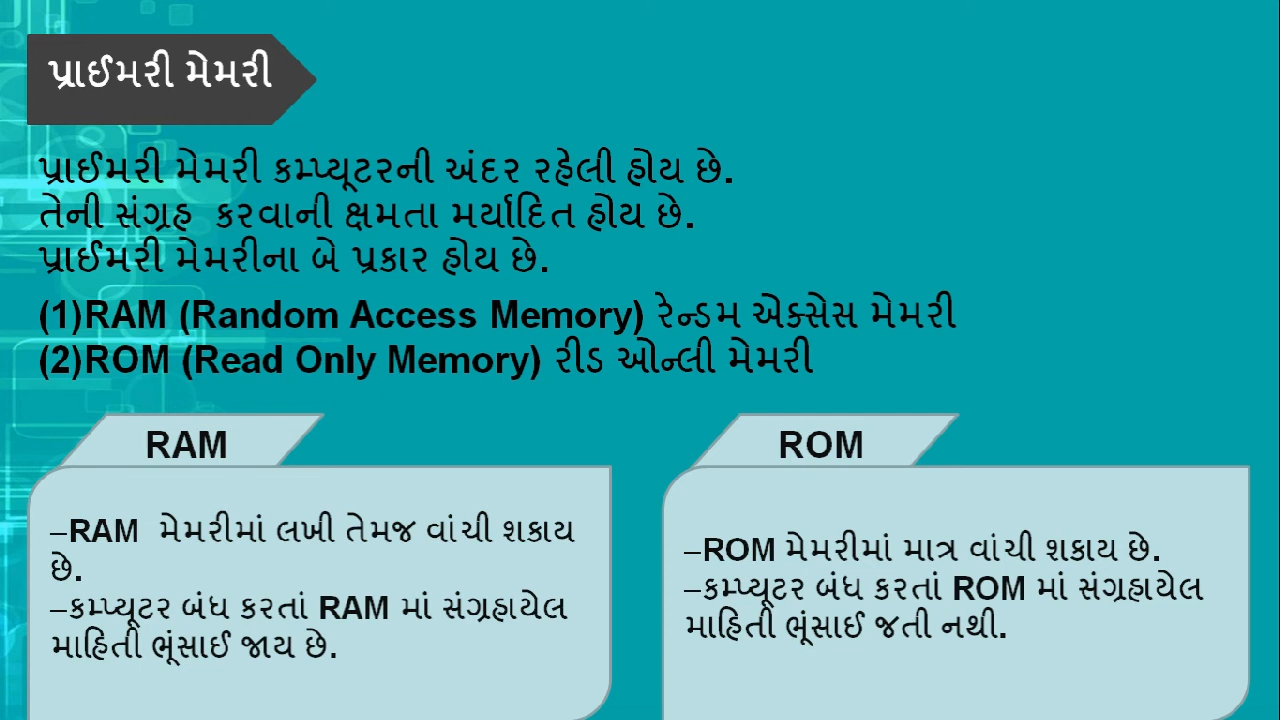 પ્રાઈમરી મેમરી
પ્રાઈમરી મેમરી કમ્પ્યૂટરની અંદર રહેલી હોય છે.
તેની સંગ્રહ કરવાની ક્ષમતા મર્યાદિત હોય છે.
પ્રાઈમરી મેમરીના બે પ્રકાર હોય છે.
(1)RAM (Random Access Memory) રેન્ડમ એક્સેસ મેમરી
(2)ROM (Read Only Memory) રીડ ઓન્લી મેમરી
RAM
–RAM મેમરીમાં લખી તેમજ વાંચી શકાય
છે.
–કમ્પ્યૂટર બંધ કરતાં RAM માં સંગ્રહાયેલ
માહિતી ભૂંસાઈ જાય છે.
ROM
–ROM મેમરીમાં માત્ર વાંચી શકાય છે.
–કમ્પ્યૂટર બંધ કરતાં ROM માં સંગ્રહાયેલ
માહિતી ભૂંસાઈ જતી નથી.